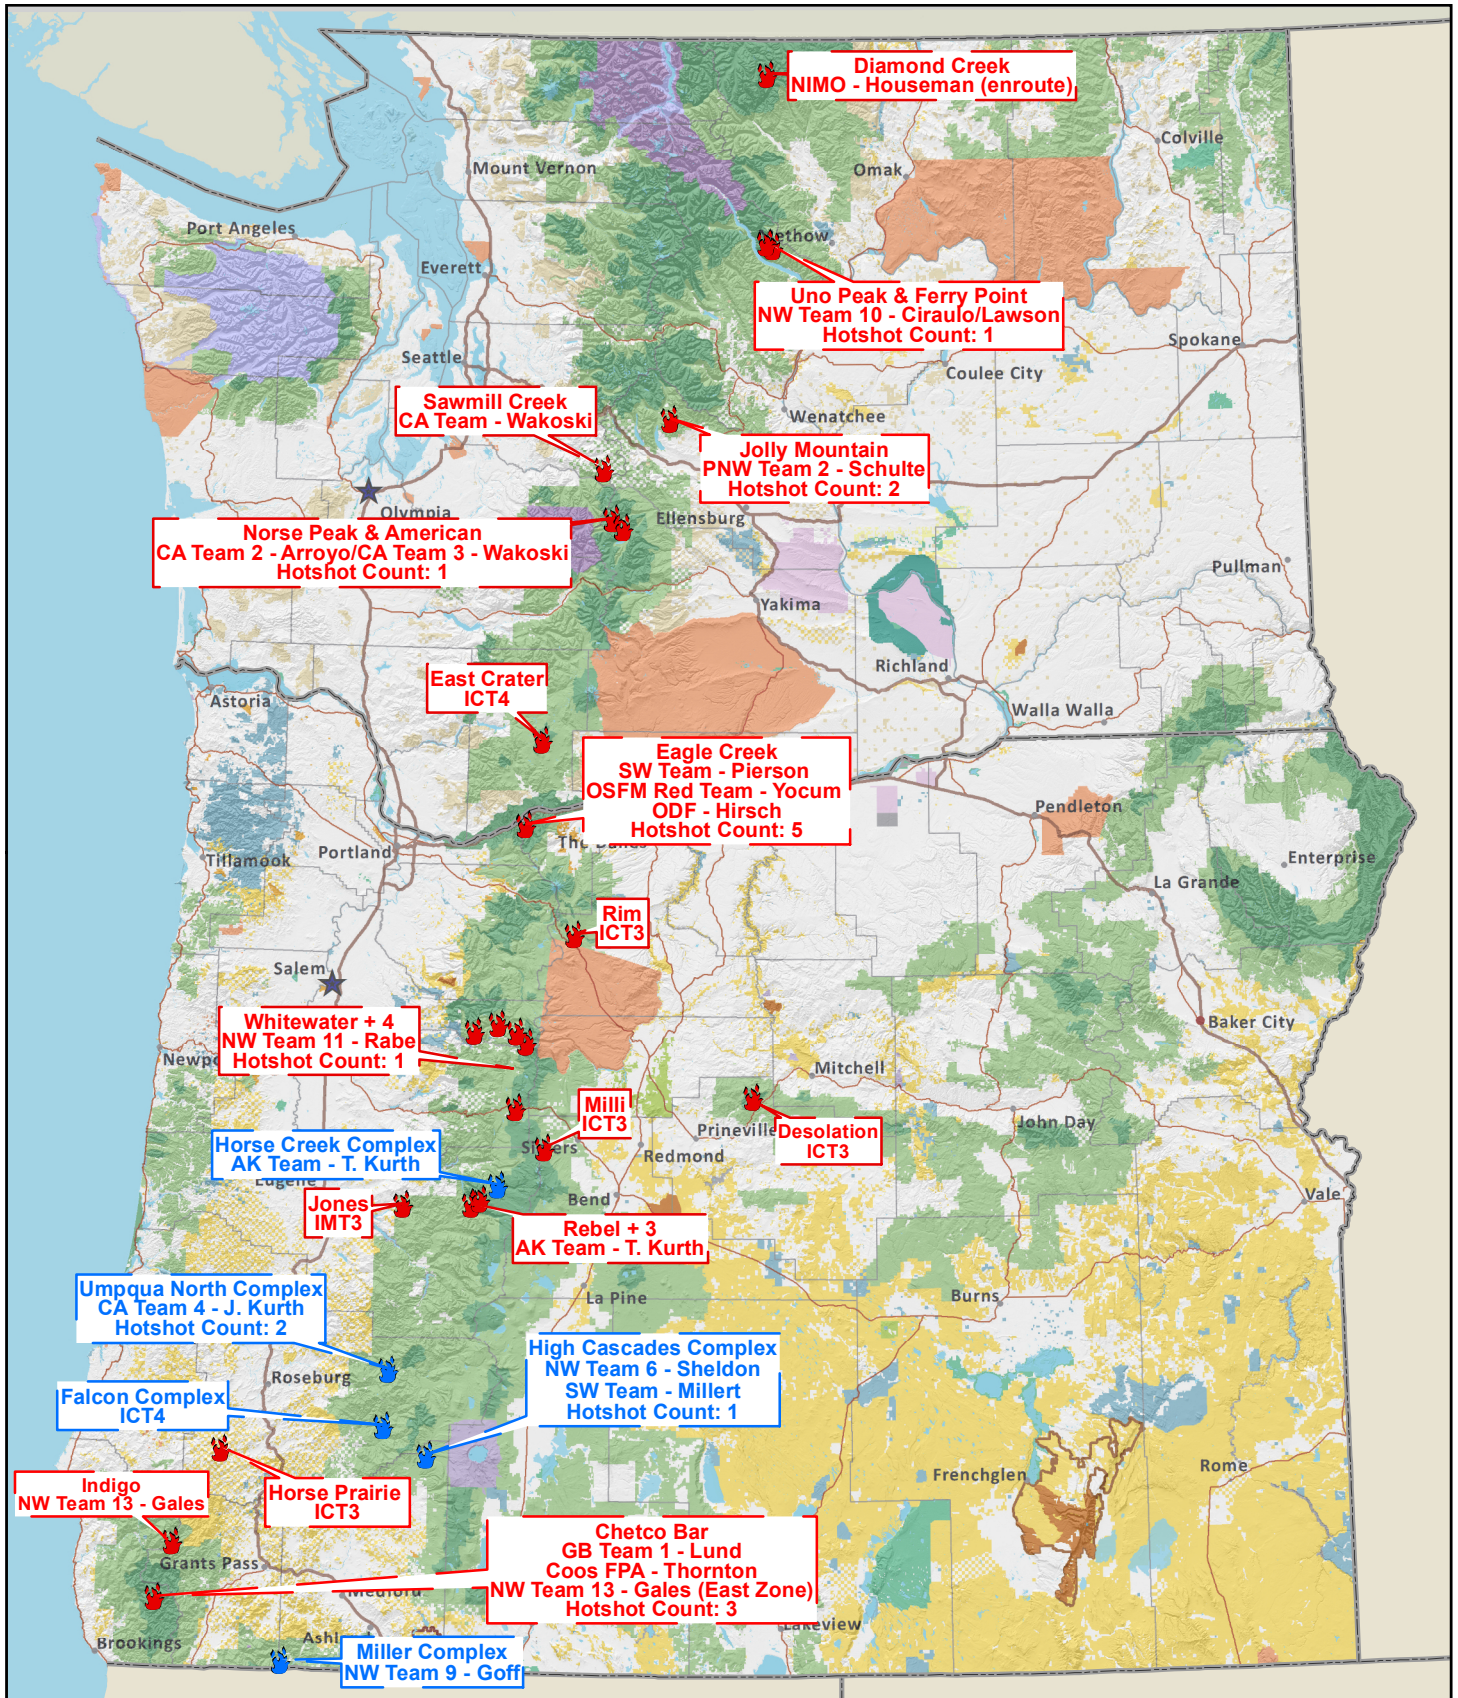 Diamond Creek
NIMO - Houseman (enroute)
Colville
Mount Vernon
Omak
Port Angeles
Everett
Uno Peak & Ferry Point
NW Team 10 - Ciraulo/Lawson
Hotshot Count: 1
Spokane
Seattle
Coulee City
Sawmill Creek
CA Team - Wakoski
Wenatchee
Jolly Mountain
PNW Team 2 - Schulte
Hotshot Count: 2
Olympia
Ellensburg
Norse Peak & American
CA Team 2 - Arroyo/CA Team 3 - Wakoski
Hotshot Count: 1
Pullman
Yakima
Richland
East Crater
ICT4
Astoria
Walla Walla
Eagle Creek
SW Team - Pierson
OSFM Red Team - Yocum
ODF - Hirsch
Hotshot Count: 5
Pendleton
Portland
Tillamook
Enterprise
La Grande
Rim
ICT3
Salem
Whitewater + 4
NW Team 11 - Rabe
Hotshot Count: 1
Baker City
Mitchell
Milli
ICT3
Prineville
Desolation
ICT3
John Day
Horse Creek Complex
AK Team - T. Kurth
Redmond
Eugene
Jones
IMT3
Bend
Vale
Rebel + 3
AK Team - T. Kurth
Umpqua North Complex
CA Team 4 - J. Kurth
Hotshot Count: 2
La Pine
Burns
High Cascades Complex
NW Team 6 - Sheldon
SW Team - Millert
Hotshot Count: 1
Roseburg
Falcon Complex
ICT4
Frenchglen
Rome
Indigo
NW Team 13 - Gales
Horse Prairie
ICT3
Chetco Bar
GB Team 1 - Lund
Coos FPA - Thornton
NW Team 13 - Gales (East Zone)
Hotshot Count: 3
Grants Pass
Medford
Lakeview
Brookings
Miller Complex
NW Team 9 - Goff